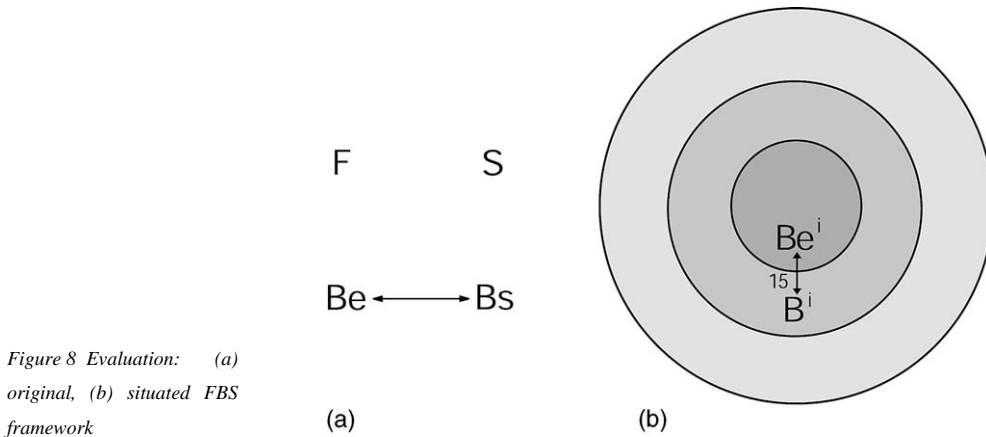 F S
Be Bs
Be i
15
B i
Figure 8 Evaluation: (a)
original, (b) situated FBS
framework
(a) (b)